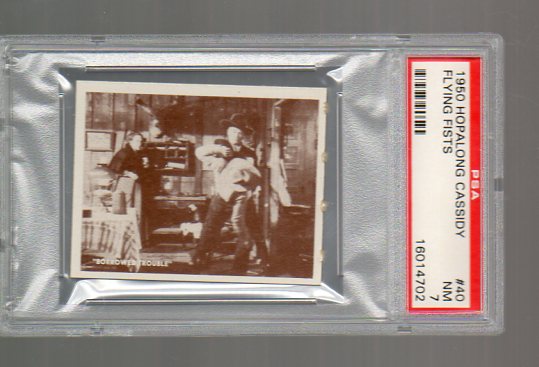 PSA
1950 HOPALONG CASSIDY #40
FLYING FISTS NM
7
16014702
"BORROWED TROUBLE"